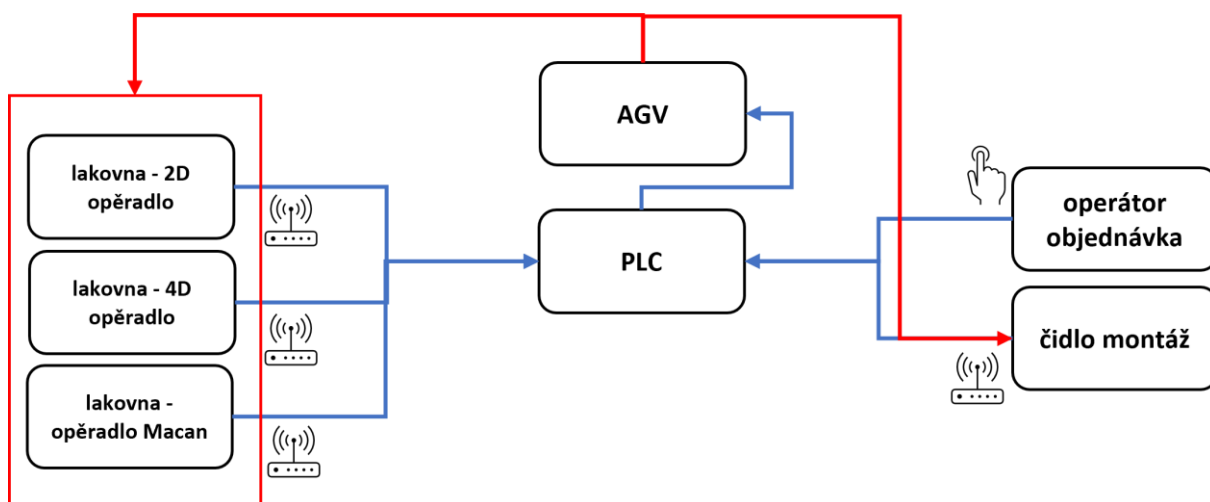 AGV
lakovna - 2D
opěradlo
operátor
objednávka
PLC
lakovna - 4D
opěradlo
čidlo montáž
lakovna -
opěradlo Macan